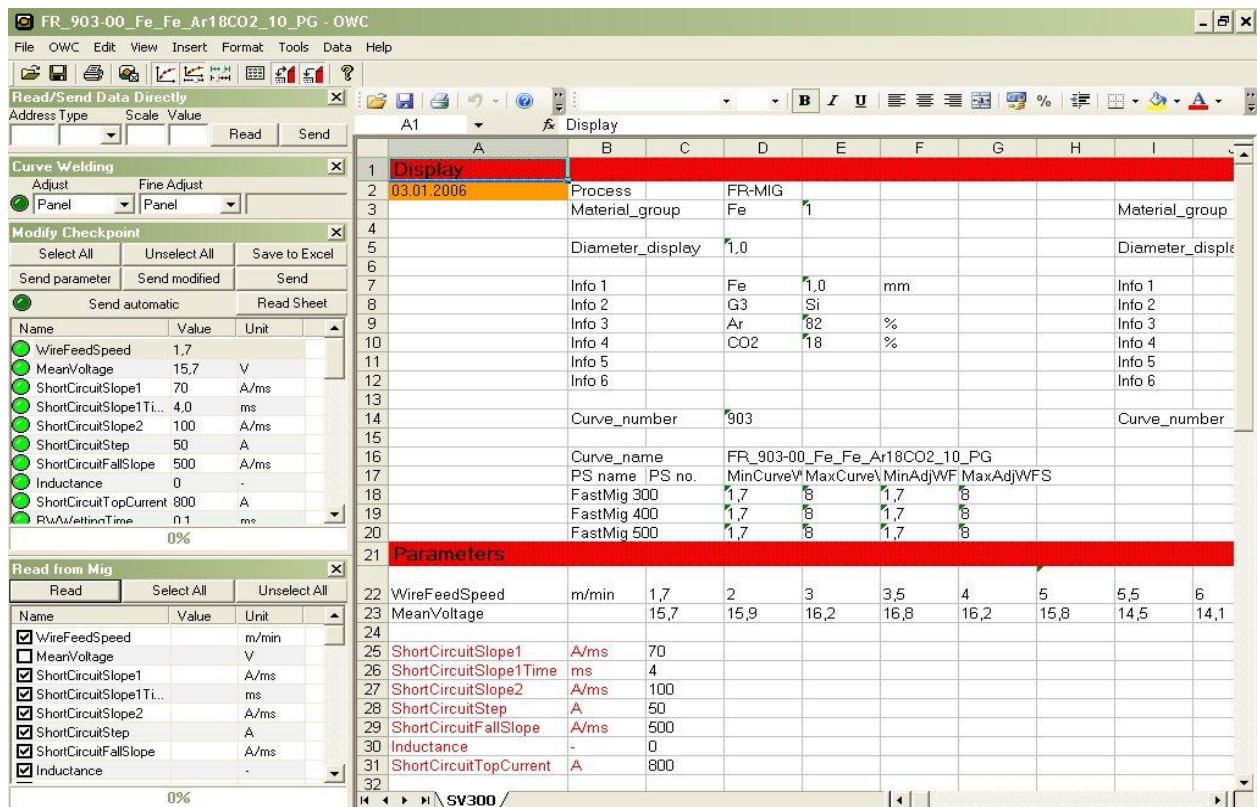 FR_903-00_Fe_Fe_Ar18CO2_10_PG - OWC
File OWC Edit View Insert Format Tools Data Help
Read/Send Data Directly
Address Type Scale Value
Read Send
Curve Welding
Adjust Fine Adjust
Panel Panel
Modify Checkpoint
Select All Unselect All Save to Excel
Send parameter Send modified Send
Send automatic Read Sheet
Name Value Unit
WireFeedSpeed 1,7
MeanVoltage 15,7 V
ShortCircuitSlope1 70 A/ms
ShortCircuitSlope1Ti... 4,0 ms
ShortCircuitSlope2 100 A/ms
ShortCircuitStep 50 A
ShortCircuitFallSlope 500 A/ms
Inductance 0 -
ShortCircuitTopCurrent 800 A
RWWettingTime 0,1 ms
0%
Read from Mig
Read Select All Unselect All
Name Value Unit
WireFeedSpeed m/min
MeanVoltage V
ShortCircuitSlope1 A/ms
ShortCircuitSlope1Ti... ms
ShortCircuitSlope2 A/ms
ShortCircuitStep A
ShortCircuitFallSlope A/ms
Inductance -
0%
B I U % A
A1 fx Display
A B C D E F G H I J
1 Display
2 03.01.2006 Process FR-MIG
3 Material_group Fe 1 Material_group
4
5 Diameter_display 1,0 Diameter_displa
6
7 Info 1 Fe 1,0 mm Info 1
8 Info 2 G3 Si Info 2
9 Info 3 Ar 82 % Info 3
10 Info 4 CO2 18 % Info 4
11 Info 5 Info 5
12 Info 6 Info 6
13
14 Curve_number 903 Curve_number
15
16 Curve_name FR_903-00_Fe_Fe_Ar18CO2_10_PG
17 PS name PS no. MinCurveW MaxCurveW MinAdjWF MaxAdjWFS
18 FastMig 300 1,7 8 1,7 8
19 FastMig 400 1,7 8 1,7 8
20 FastMig 500 1,7 8 1,7 8
21 Parameters
22 WireFeedSpeed m/min 1,7 2 3 3,5 4 5 5,5 6
23 MeanVoltage 15,7 15,9 16,2 16,8 16,2 15,8 14,5 14,1
24
25 ShortCircuitSlope1 A/ms 70
26 ShortCircuitSlope1Time ms 4
27 ShortCircuitSlope2 A/ms 100
28 ShortCircuitStep A 50
29 ShortCircuitFallSlope A/ms 500
30 Inductance - 0
31 ShortCircuitTopCurrent A 800
32
SV300